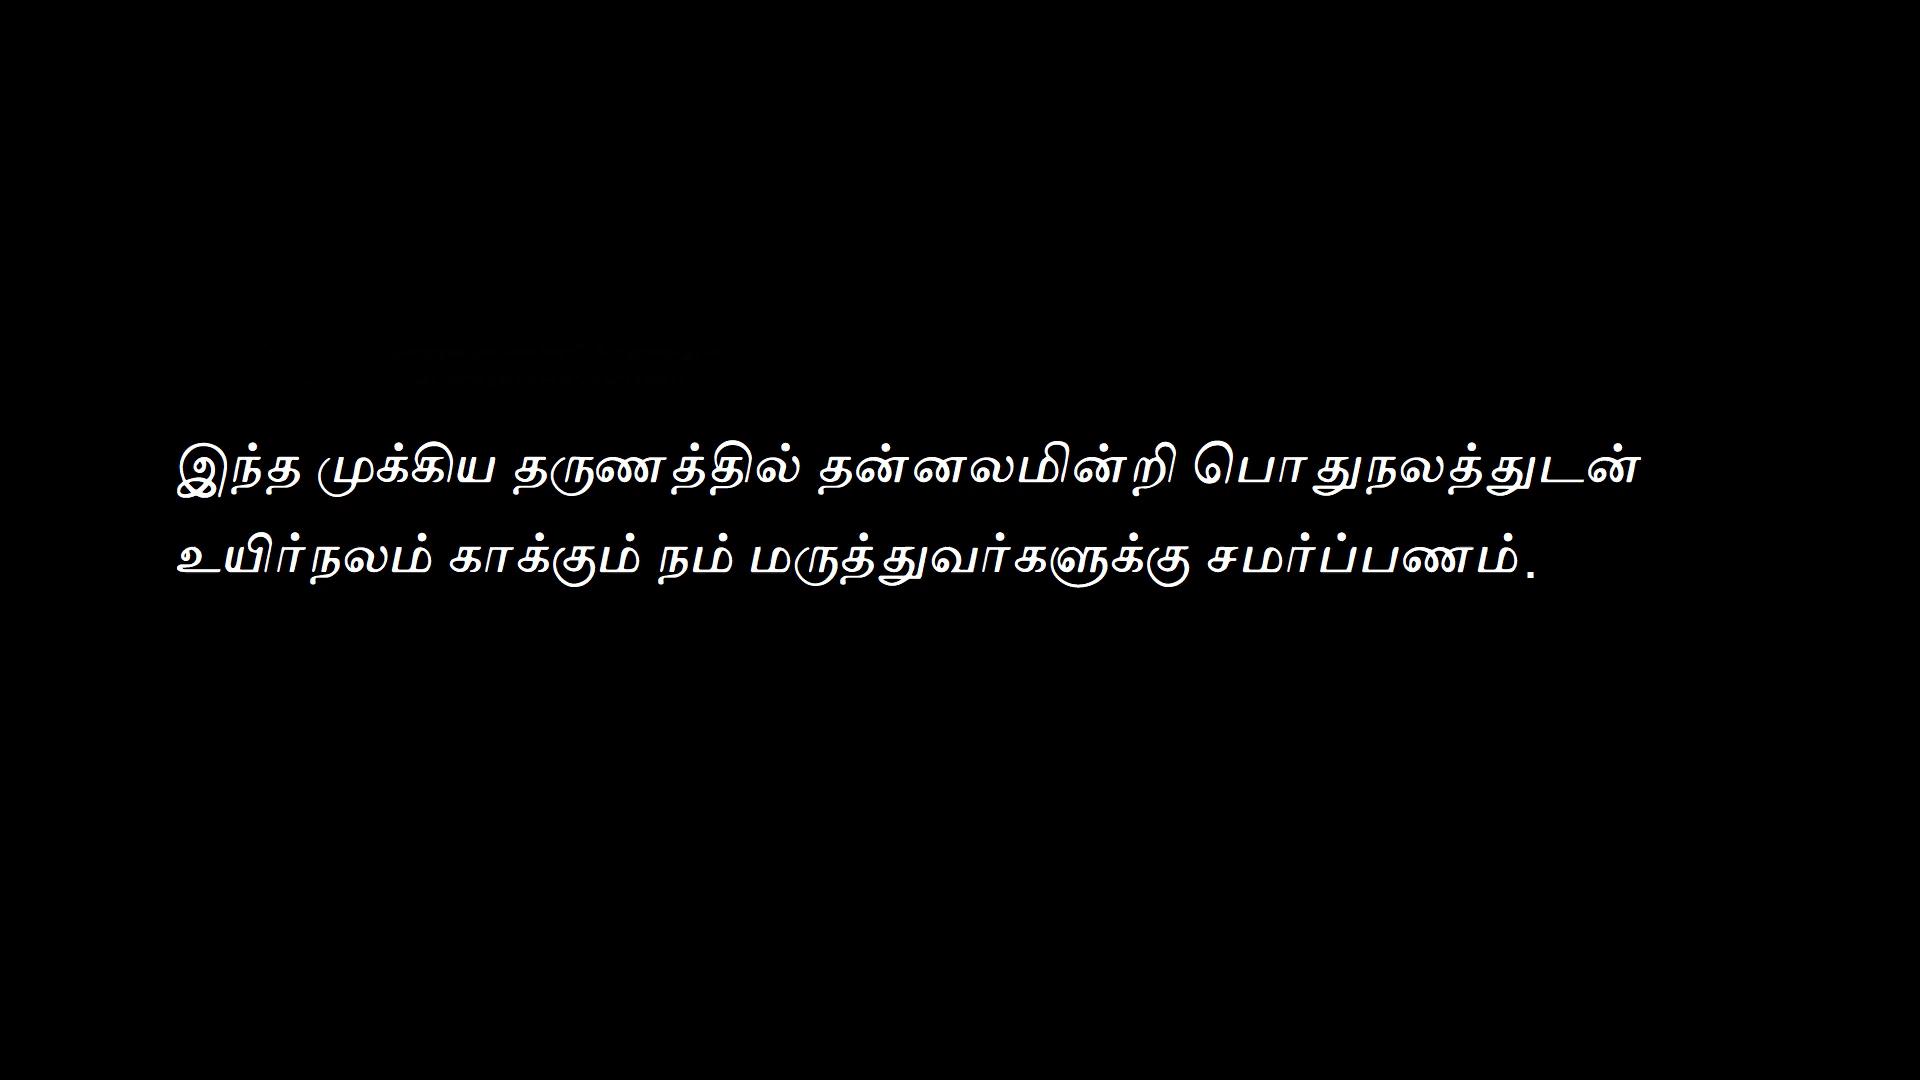 இந்த முக்கிய தருணத்தில் தன்னலமின்றி பொதுநலத்துடன்
உயிர்நலம் காக்கும் நம் மருத்துவர்களுக்கு சமர்ப்பணம்.